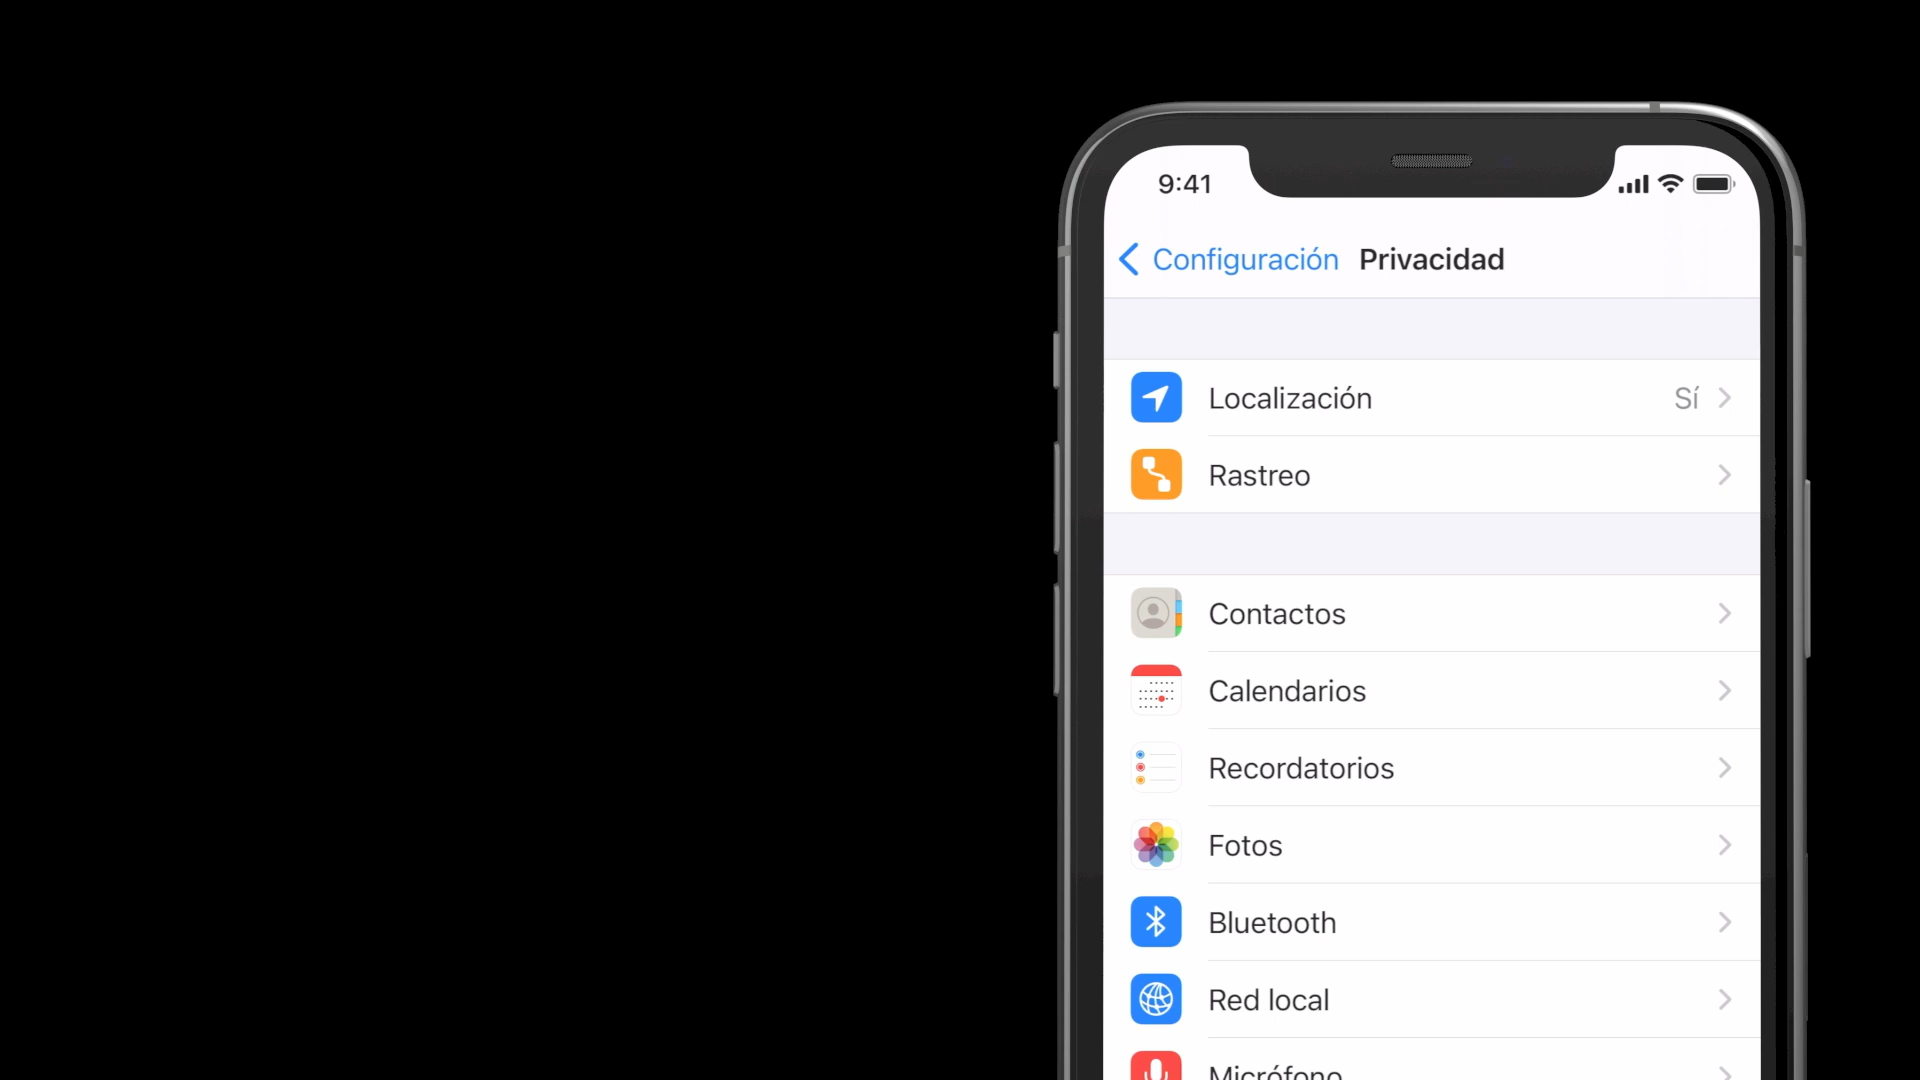 9:41
Configuración Privacidad
Localización Sí
Rastreo
Contactos
Calendarios
Recordatorios
Fotos
Bluetooth
Red local
Micrófono